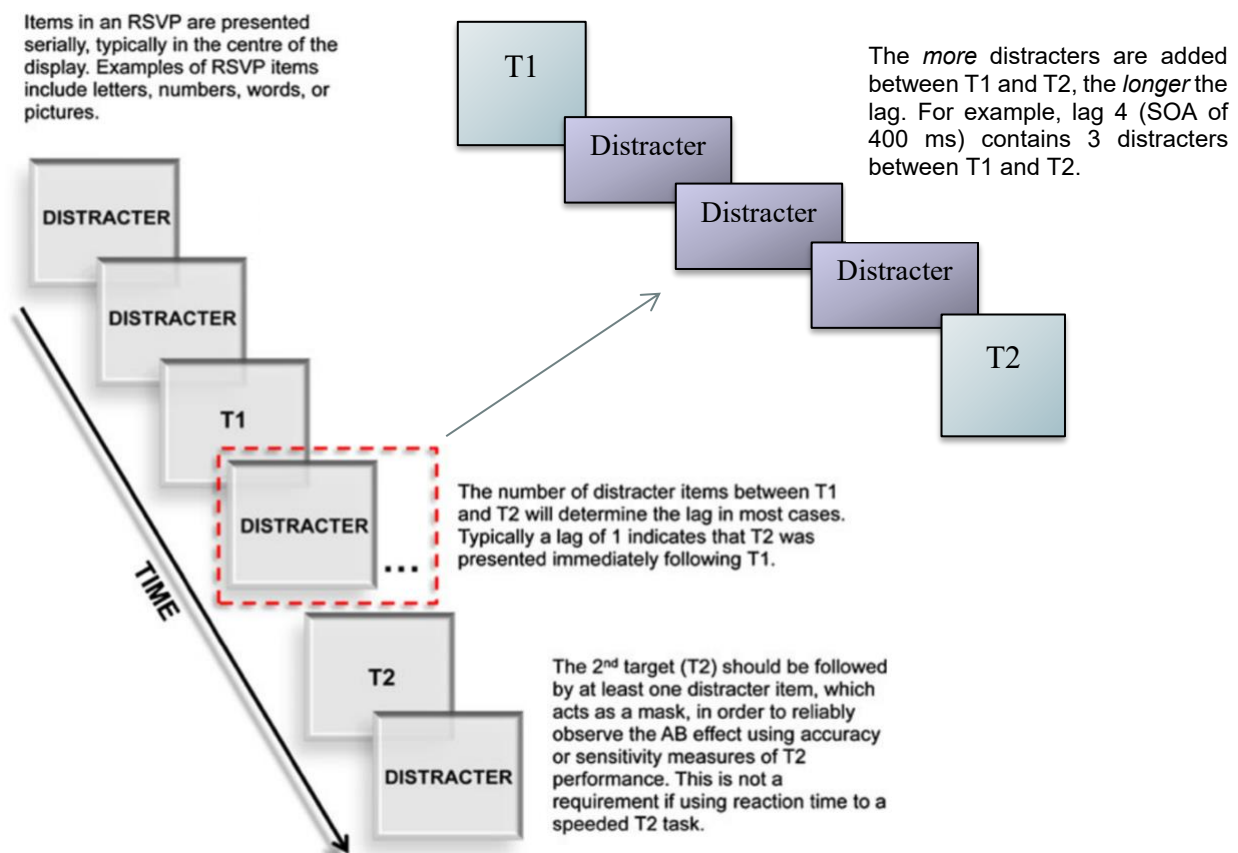 Items in an RSVP are presented
serially, typically in the centre of the
display. Examples of RSVP items
include letters, numbers, words, or
pictures.
T1
Distracter
Distracter
Distracter
T2
The more distracters are added
between T1 and T2, the longer the
lag. For example, lag 4 (SOA of
400 ms) contains 3 distracters
between T1 and T2.
DISTRACTER
DISTRACTER
T1
DISTRACTER
...
The number of distracter items between T1
and T2 will determine the lag in most cases.
Typically a lag of 1 indicates that T2 was
presented immediately following T1.
TIME
T2
DISTRACTER
The 2nd target (T2) should be followed
by at least one distracter item, which
acts as a mask, in order to reliably
observe the AB effect using accuracy
or sensitivity measures of T2
performance. This is not a
requirement if using reaction time to a
speeded T2 task.